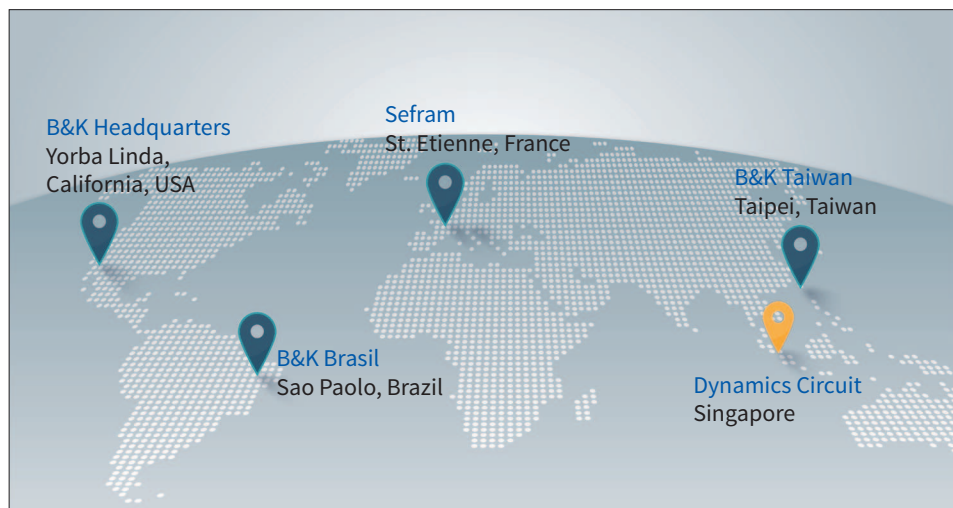 B&K Headquarters
Yorba Linda,
California, USA
Sefram
St. Etienne, France
B&K Taiwan
Taipei, Taiwan
B&K Brasil
Sao Paolo, Brazil
Dynamics Circuit
Singapore